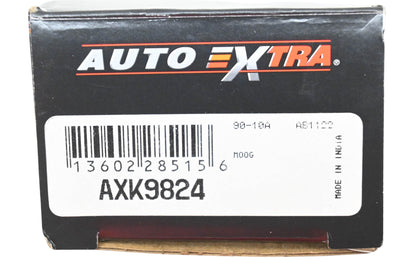 AUTO EXTRA®
90-10A AS1122
MOOG
13602 28515 6
AXK9824
MADE IN INDIA